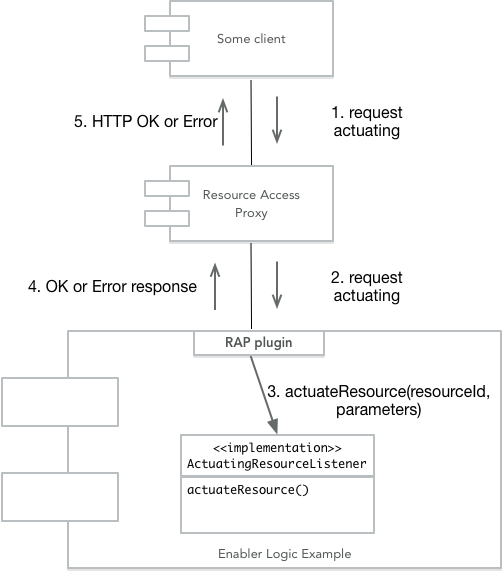 Some client
5. HTTP OK or Error
1. request
actuating
Resource Access
Proxy
4. OK or Error response
2. request
actuating
RAP plugin
3. actuateResource(resourceId,
parameters)
<<implementation>>
ActuatingResourceListener
actuateResource()
Enabler Logic Example